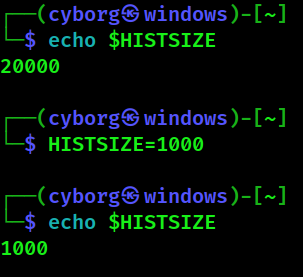 ┌──(cyborg㉿windows)-[~]
└─$ echo $HISTSIZE
20000
┌──(cyborg㉿windows)-[~]
└─$ HISTSIZE=1000
┌──(cyborg㉿windows)-[~]
└─$ echo $HISTSIZE
1000